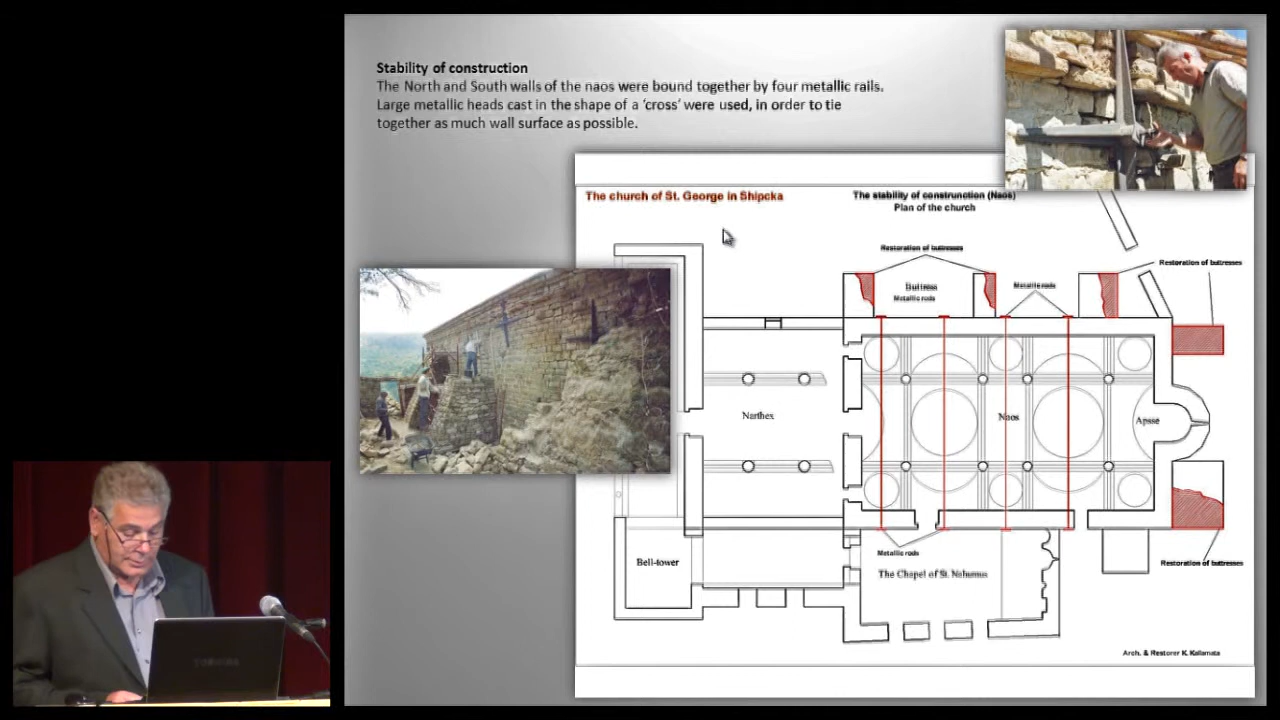 Stability of construction
The North and South walls of the naos were bound together by four metallic rails.
Large metallic heads cast in the shape of a 'cross' were used, in order to tie
together as much wall surface as possible.
The church of St. George in Shipcka
The stability of construnction (Naos)
Plan of the church
Restoration of buttresses
Restoration of buttresses
Buttress
Metallic rods
Metallic rods
Narthex
Naos
Apsse
Metallic rods
Bell-tower
The Chapel of St. Nahumus
Restoration of buttresses
Arch. & Restorer K. Kallamata